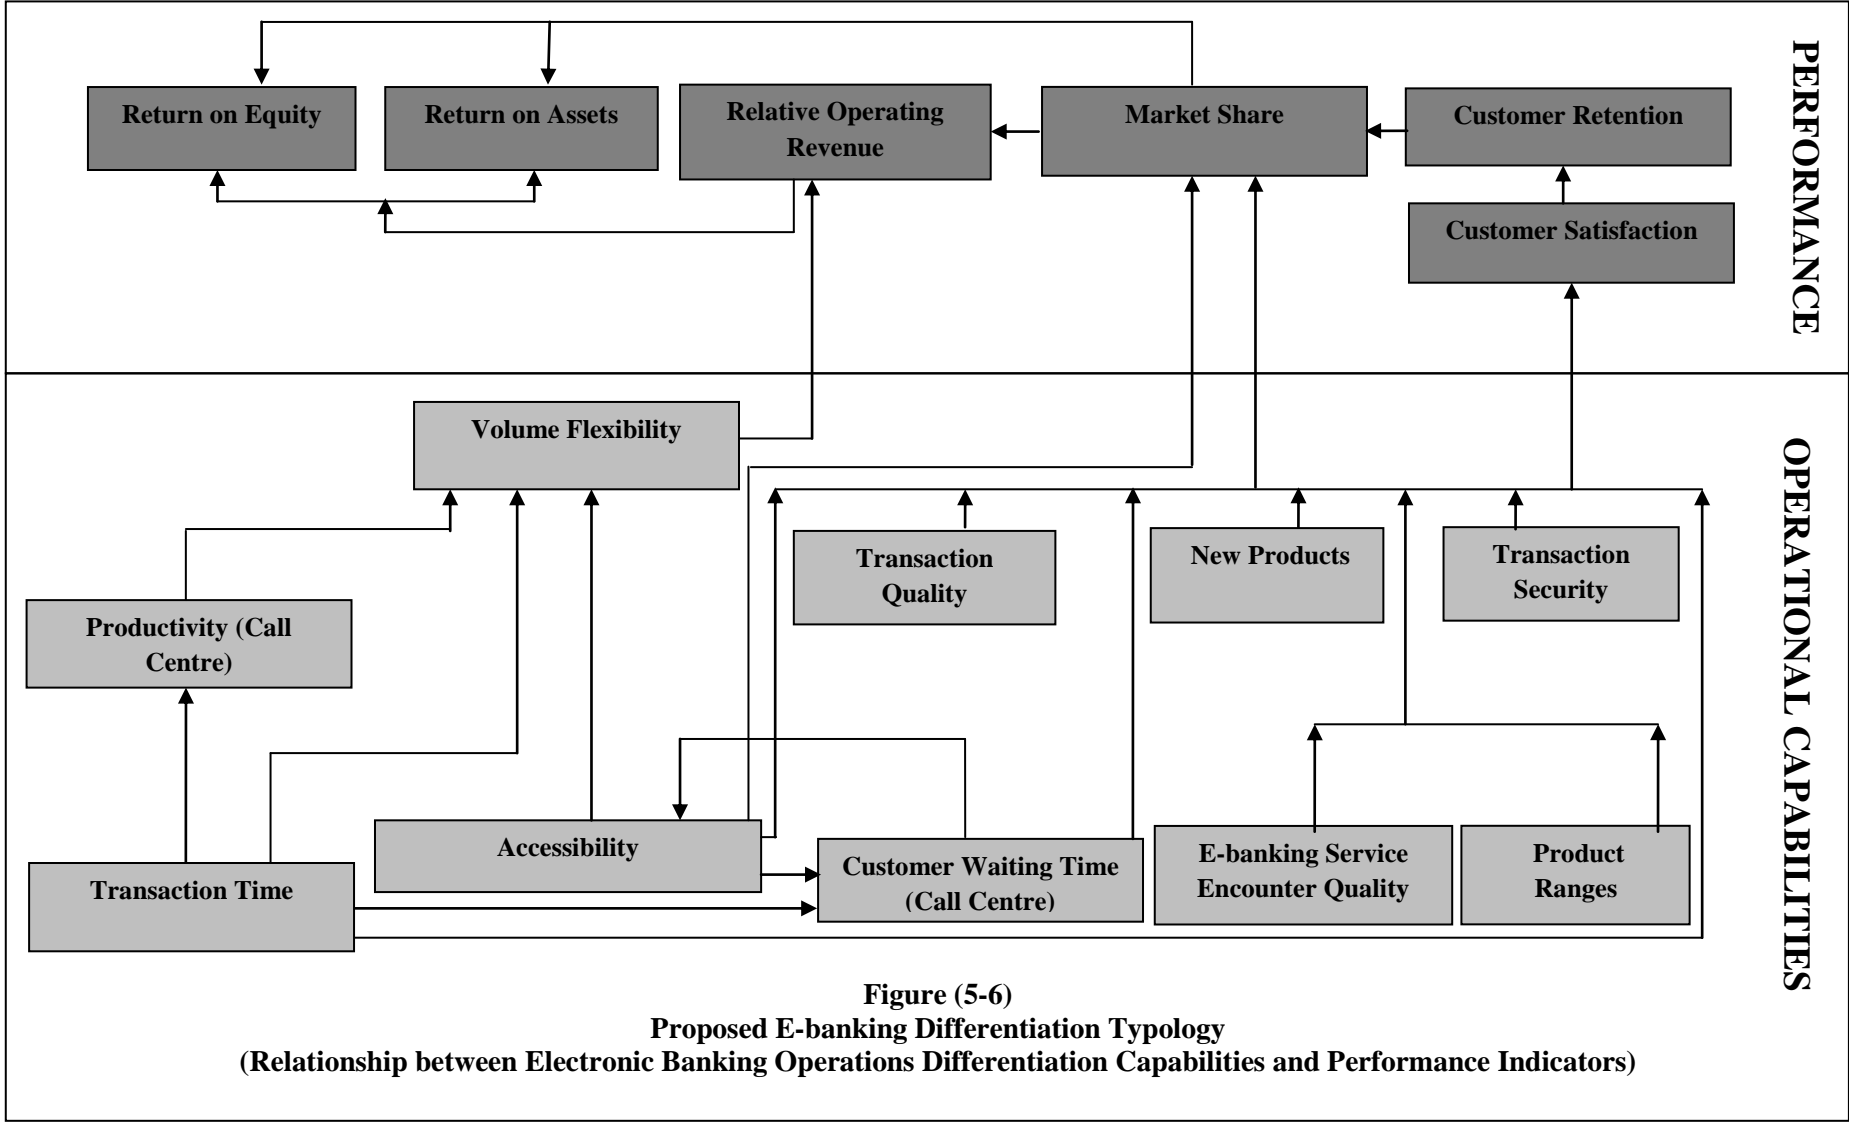 Return on Equity
Return on Assets
Relative Operating
Revenue
Market Share
Customer Retention
Customer Satisfaction
PERFORMANCE
Volume Flexibility
Transaction
Quality
New Products
Transaction
Security
Productivity (Call
Centre)
Accessibility
Customer Waiting Time
(Call Centre)
E-banking Service
Encounter Quality
Product
Ranges
Transaction Time
OPERATIONAL CAPABILITIES
Figure (5-6)
Proposed E-banking Differentiation Typology
(Relationship between Electronic Banking Operations Differentiation Capabilities and Performance Indicators)